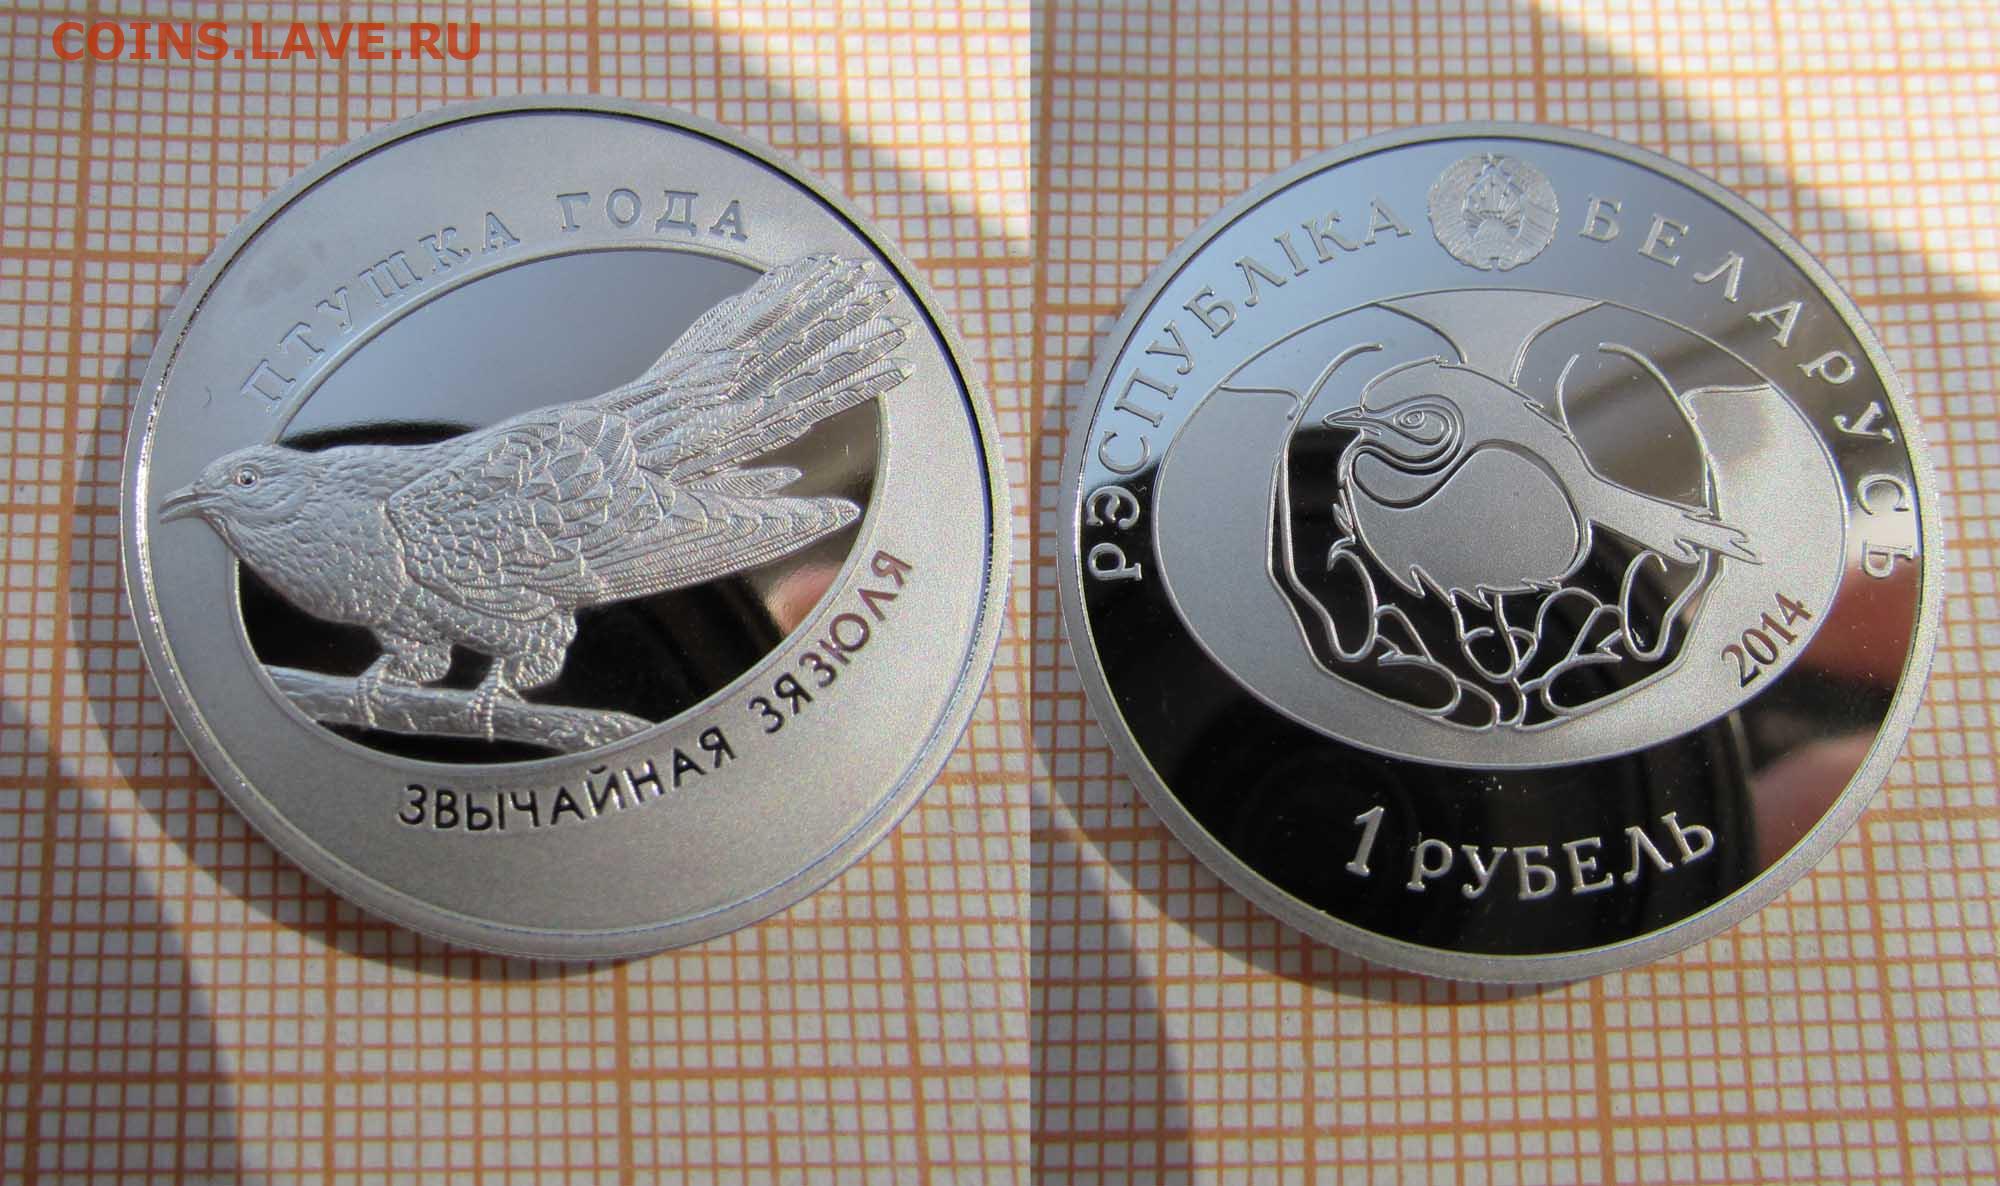 COINS.LAVE.RU
ПТУШКА ГОДА
ЗВЫЧАЙНАЯ ЗЯЗЮЛЯ
РЭСПУБЛІКА БЕЛАРУСЬ
2014
1 РУБЕЛЬ